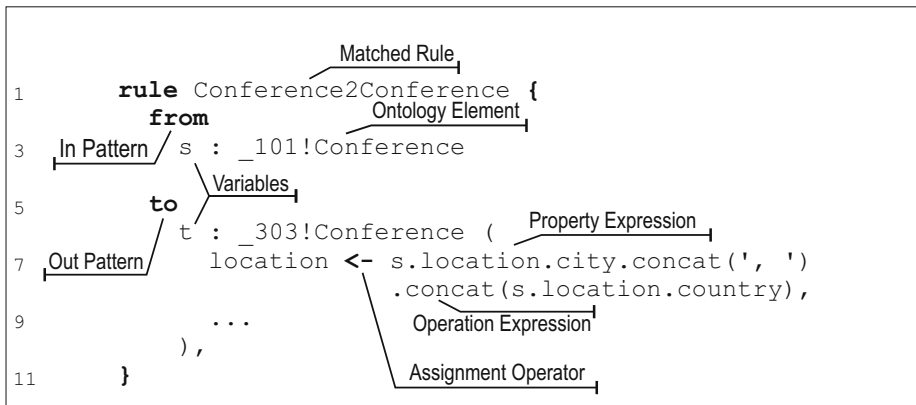 Matched Rule
1 rule Conference2Conference {
Ontology Element
from
3 In Pattern s : _101!Conference
Variables
5 to
t : _303!Conference (
Property Expression
7 Out Pattern location <- s.location.city.concat(', ')
.concat(s.location.country),
9 ...
Operation Expression
),
Assignment Operator
11 }